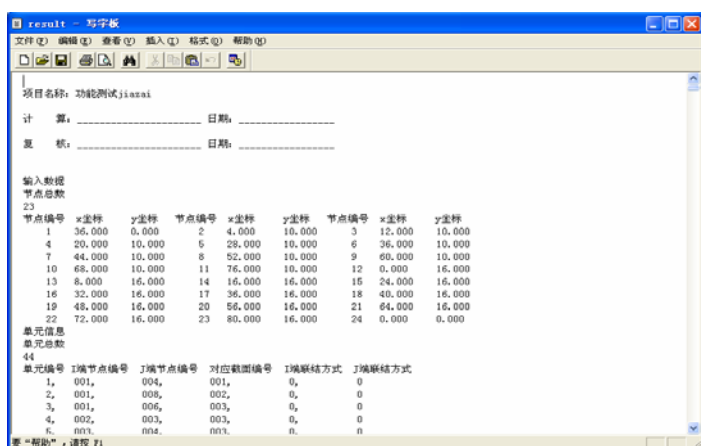 result - 写字板
文件(F) 编辑(E) 查看(V) 插入(I) 格式(O) 帮助(H)
项目名称: 功能测试jiazai
计 算: ______________________ 日期: _________________
复 核: ______________________ 日期: _________________
输入数据
节点总数
23
节点编号 x坐标 y坐标 节点编号 x坐标 y坐标 节点编号 x坐标 y坐标
1 36.000 0.000 2 4.000 10.000 3 12.000 10.000
4 20.000 10.000 5 28.000 10.000 6 36.000 10.000
7 44.000 10.000 8 52.000 10.000 9 60.000 10.000
10 68.000 10.000 11 76.000 10.000 12 0.000 16.000
13 8.000 16.000 14 16.000 16.000 15 24.000 16.000
16 32.000 16.000 17 36.000 16.000 18 40.000 16.000
19 48.000 16.000 20 56.000 16.000 21 64.000 16.000
22 72.000 16.000 23 80.000 16.000 24 0.000 0.000
单元信息
单元总数
44
单元编号 I端节点编号 J端节点编号 对应截面编号 I端联结方式 J端联结方式
1, 001, 004, 001, 0, 0
2, 001, 008, 002, 0, 0
3, 001, 006, 003, 0, 0
4, 002, 003, 003, 0, 0
5, 003, 004, 003, 0, 0
要“帮助”,请按 F1